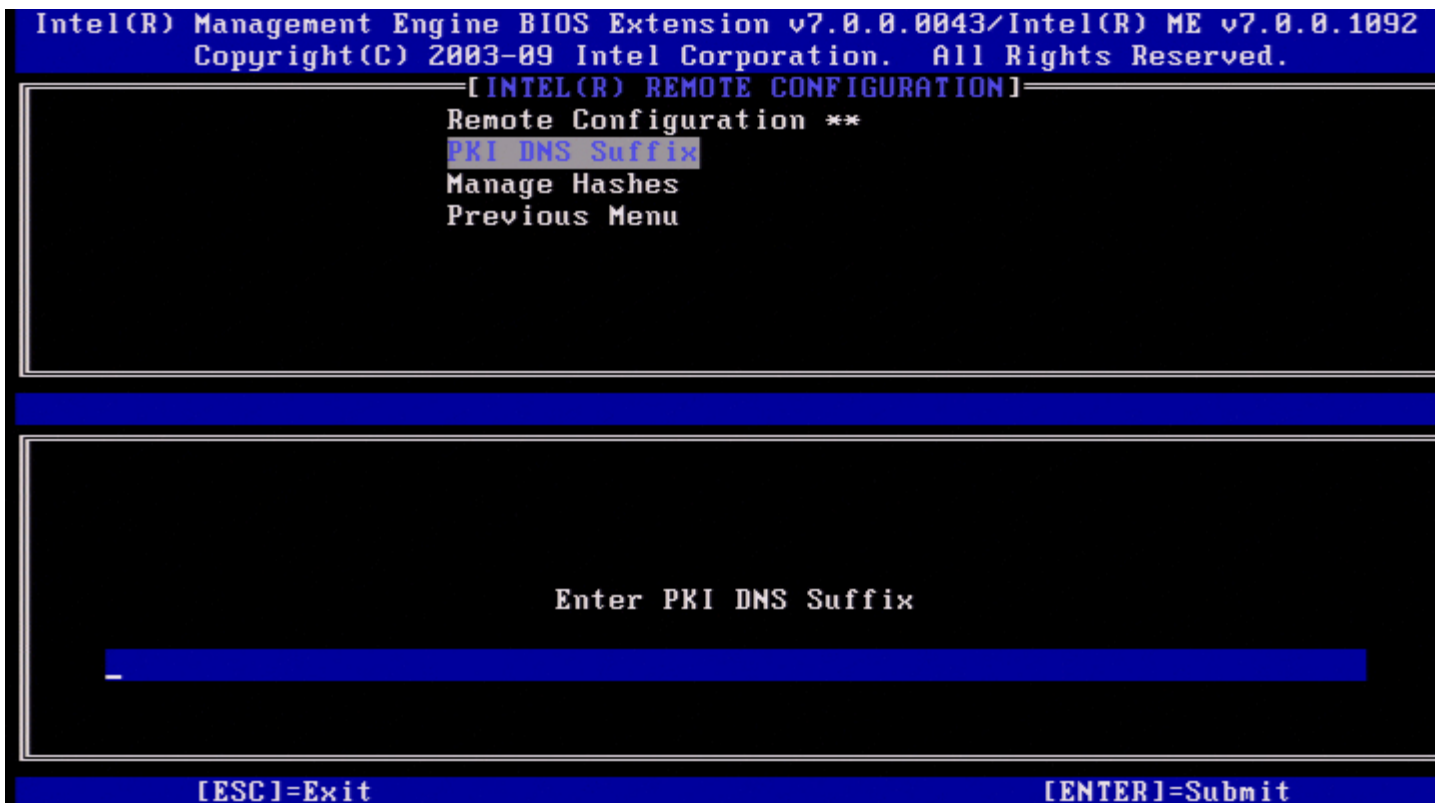 Intel(R) Management Engine BIOS Extension v7.0.0.0043/Intel(R) ME v7.0.0.1092
Copyright(C) 2003-09 Intel Corporation. All Rights Reserved.
[INTEL(R) REMOTE CONFIGURATION]
Remote Configuration **
PKI DNS Suffix
Manage Hashes
Previous Menu
Enter PKI DNS Suffix
[ESC]=Exit [ENTER]=Submit